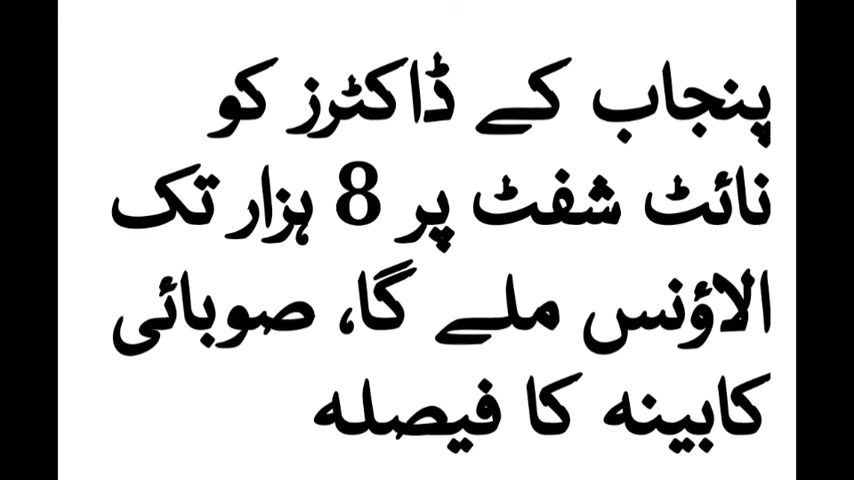 پنجاب کے ڈاکٹرز کو
نائٹ شفٹ پر 8 ہزار تک
الاؤنس ملے گا، صوبائی
کابینہ کا فیصلہ